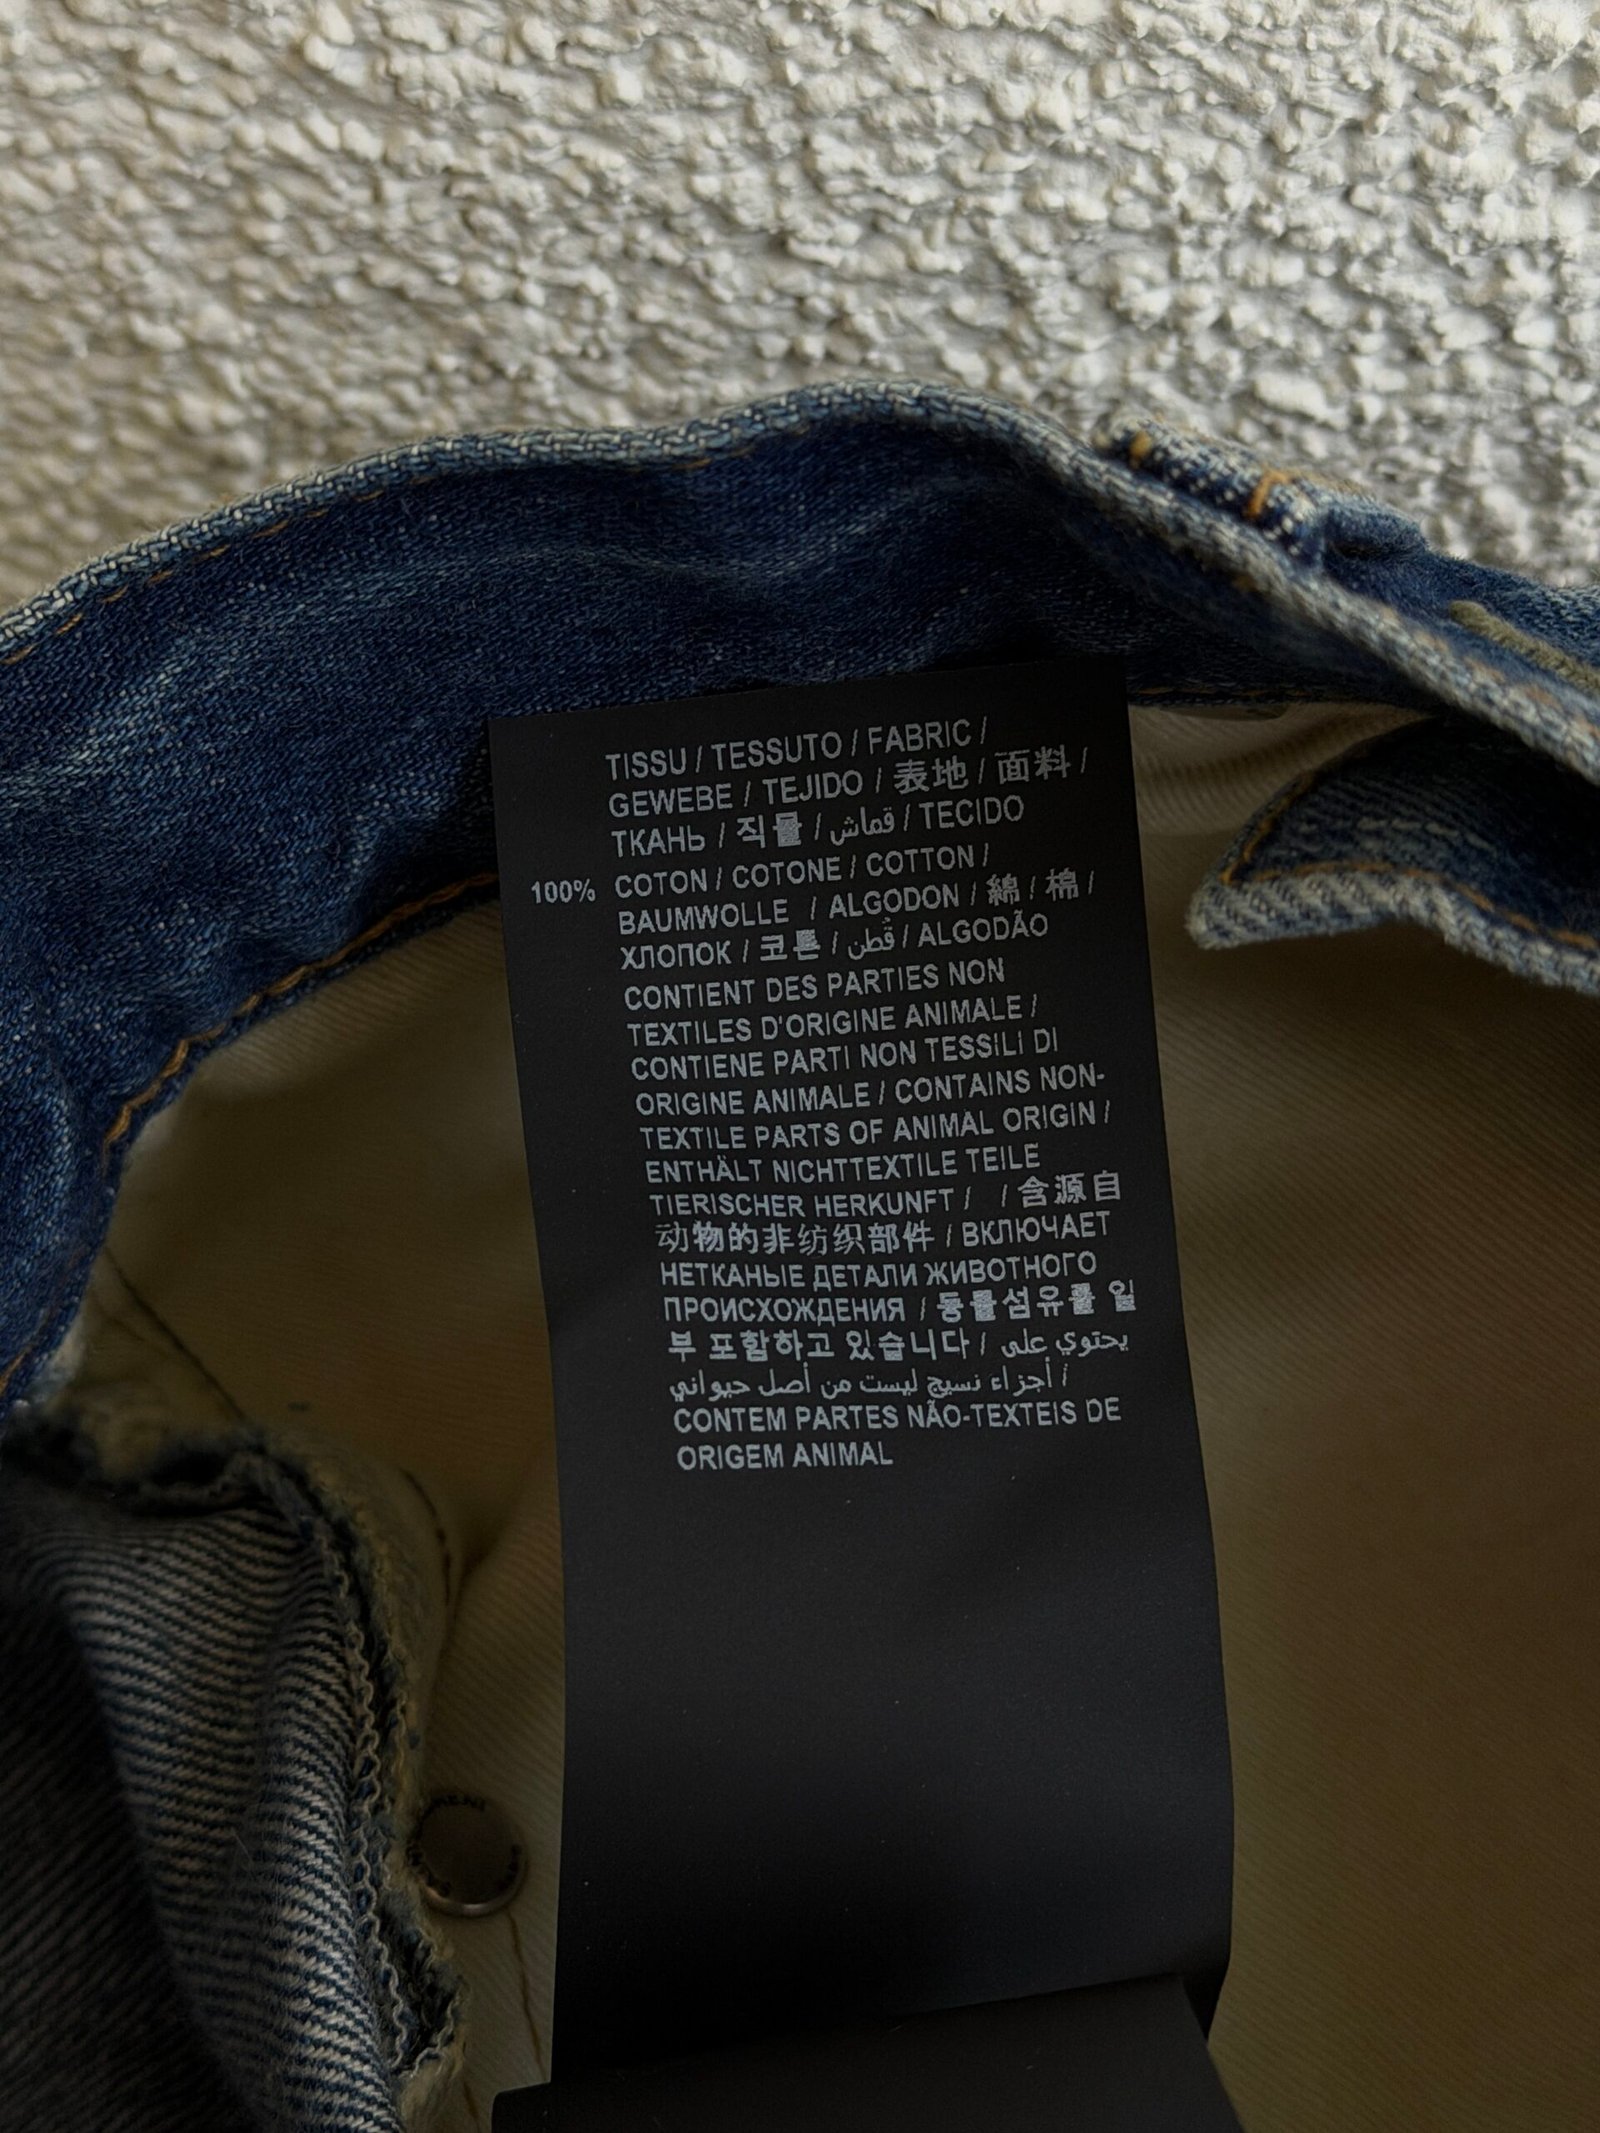 TISSU / TESSUTO / FABRIC /
GEWEBE / TEJIDO / 表地 / 面料 /
ТКАНЬ / 직물 / قماش / TECIDO
100% COTON / COTONE / COTTON /
BAUMWOLLE / ALGODON / 綿 / 棉 /
ХЛОПОК / 코튼 / قطن / ALGODÃO
CONTIENT DES PARTIES NON
TEXTILES D'ORIGINE ANIMALE /
CONTIENE PARTI NON TESSILI DI
ORIGINE ANIMALE / CONTAINS NON-
TEXTILE PARTS OF ANIMAL ORIGIN /
ENTHÄLT NICHTTEXTILE TEILE
TIERISCHER HERKUNFT / / 含源自
动物的非纺织部件 / ВКЛЮЧАЕТ
НЕТКАНЫЕ ДЕТАЛИ ЖИВОТНОГО
ПРОИСХОЖДЕНИЯ / 동물섬유를 일
부 포함하고 있습니다 / يحتوي على
أجزاء نسيج ليست من أصل حيواني /
CONTEM PARTES NÃO-TEXTEIS DE
ORIGEM ANIMAL